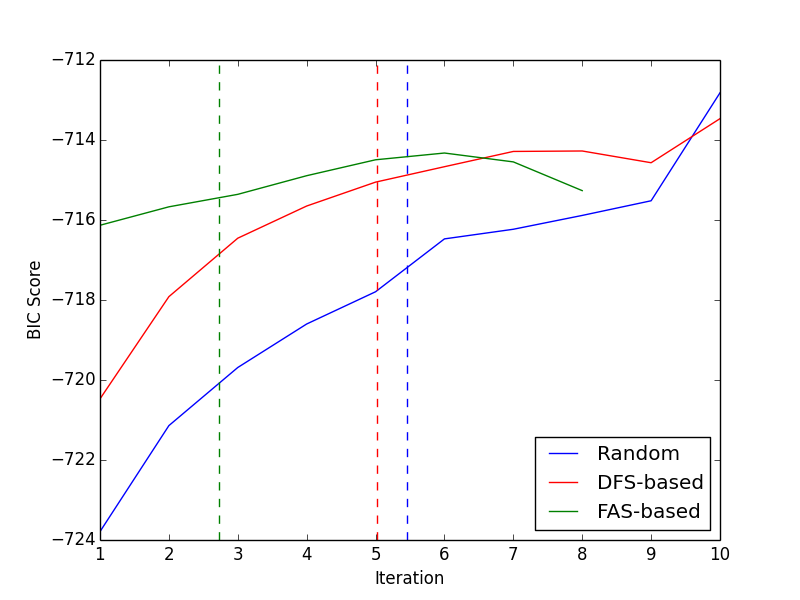 −712
−714
−716
−718
−720
−722
−724
BIC Score
1 2 3 4 5 6 7 8 9 10
Iteration
Random
DFS-based
FAS-based